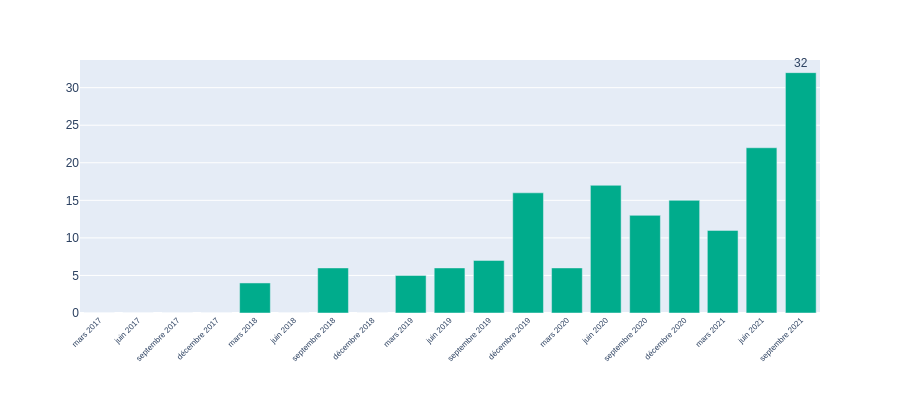 32
30
25
20
15
10
5
0
mars 2017
juin 2017
septembre 2017
décembre 2017
mars 2018
juin 2018
septembre 2018
décembre 2018
mars 2019
juin 2019
septembre 2019
décembre 2019
mars 2020
juin 2020
septembre 2020
décembre 2020
mars 2021
juin 2021
septembre 2021